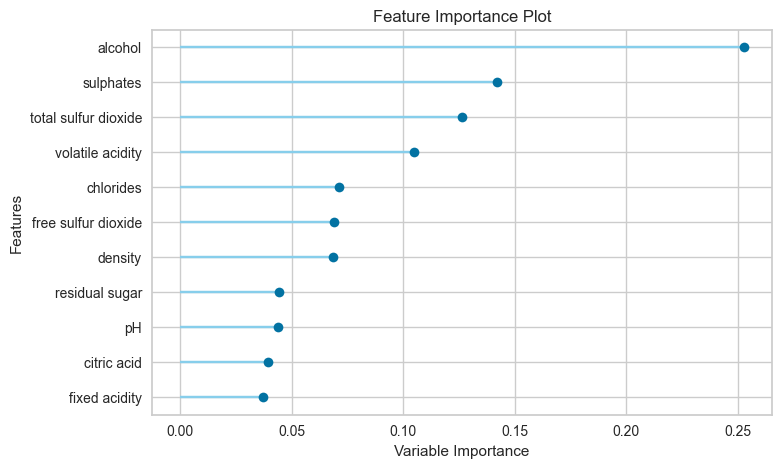 Feature Importance Plot
Features
alcohol
sulphates
total sulfur dioxide
volatile acidity
chlorides
free sulfur dioxide
density
residual sugar
pH
citric acid
fixed acidity
0.00 0.05 0.10 0.15 0.20 0.25
Variable Importance